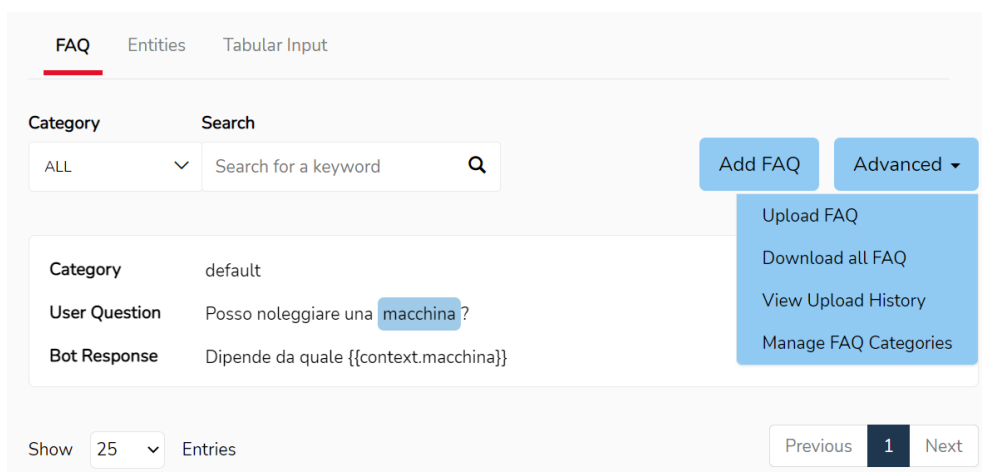 FAQ Entities Tabular Input
Category Search
ALL Search for a keyword Add FAQ Advanced
Upload FAQ
Download all FAQ
View Upload History
Manage FAQ Categories
Category default
User Question Posso noleggiare una macchina ?
Bot Response Dipende da quale {{context.macchina}}
Show 25 Entries Previous 1 Next